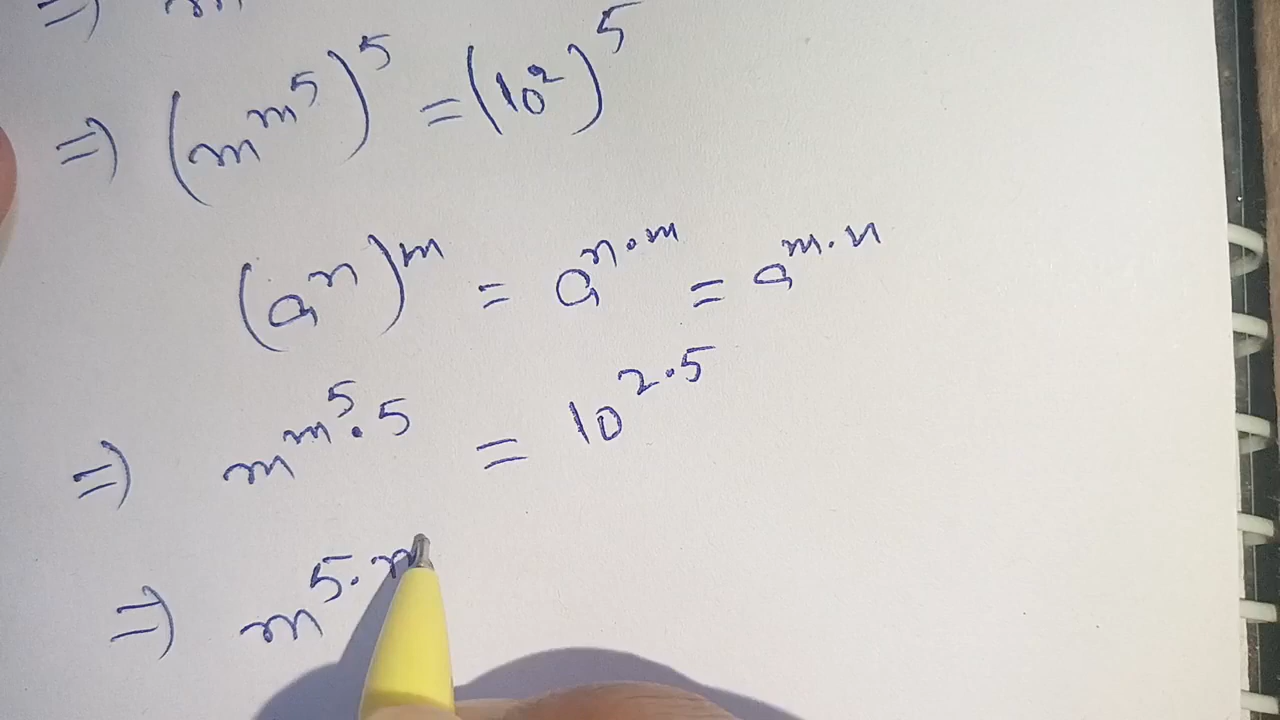 ⇒ m
⇒ (m^{m^5})^5 = (10^2)^5
(a^n)^m = a^{n·m} = a^{m·n}
⇒ m^{m^5·5} = 10^{2·5}
⇒ m^{5·m}